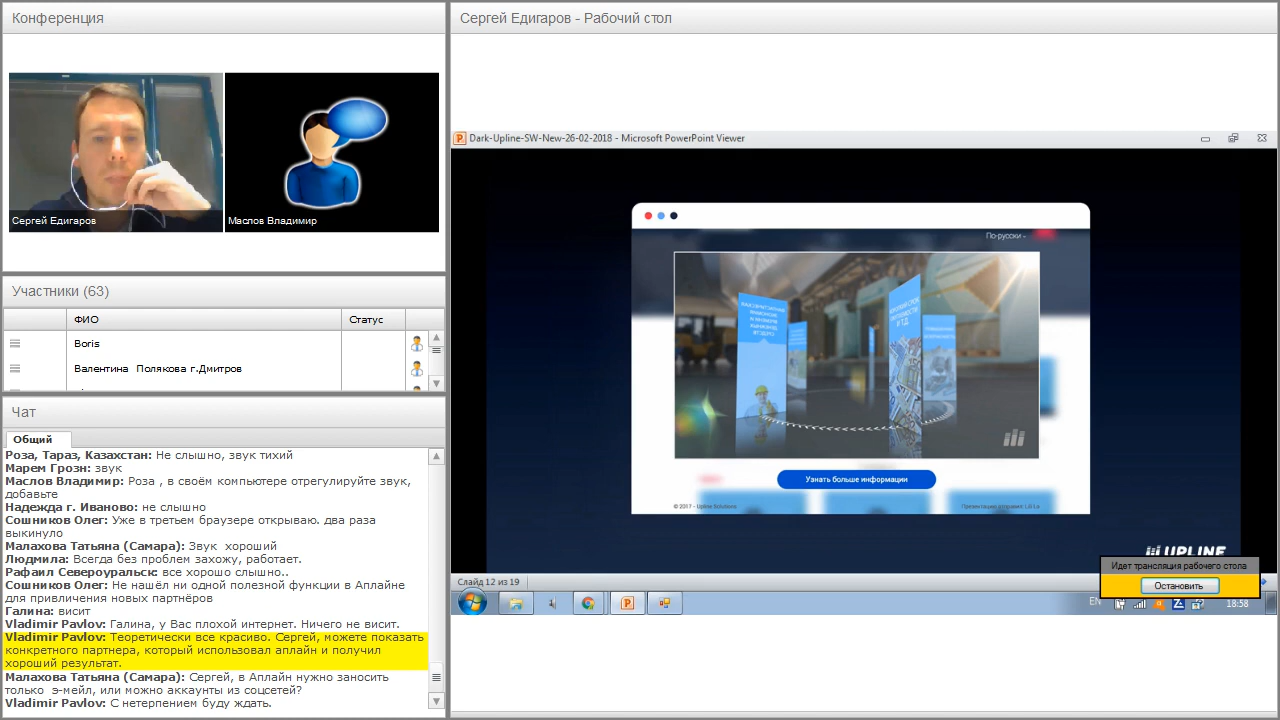 Конференция
Сергей Едигаров
Маслов Владимир
Участники (63)
ФИО
Статус
Boris
Валентина Полякова г.Дмитров
Чат
Общий
Роза, Тараз, Казахстан: Не слышно, звук тихий
Марем Грозн: звук
Маслов Владимир: Роза , в своём компьютере отрегулируйте звук,
добавьте
Надежда г. Иваново: не слышно
Сошников Олег: Уже в третьем браузере открываю. два раза
выкинуло
Малахова Татьяна (Самара): Звук хороший
Людмила: Всегда без проблем захожу, работает.
Рафаил Североуральск: все хорошо слышно..
Сошников Олег: Не нашёл ни одной полезной функции в Аплайне
для привличения новых партнёров
Галина: висит
Vladimir Pavlov: Галина, у Вас плохой интернет. Ничего не висит.
Vladimir Pavlov: Теоретически все красиво. Сергей, можете показать
конкретного партнера, который использовал аплайн и получил
хороший результат.
Малахова Татьяна (Самара): Сергей, в Аплайн нужно заносить
только э-мейл, или можно аккаунты из соцсетей?
Vladimir Pavlov: С нетерпением буду ждать.
Сергей Едигаров - Рабочий стол
Dark-Upline-SW-New-26-02-2018 - Microsoft PowerPoint Viewer
По-русски
Узнать больше информации
© 2017 - Upline Solutions
UPLINE
Идет трансляция рабочего стола
Остановить
Слайд 12 из 19
EN
18:58